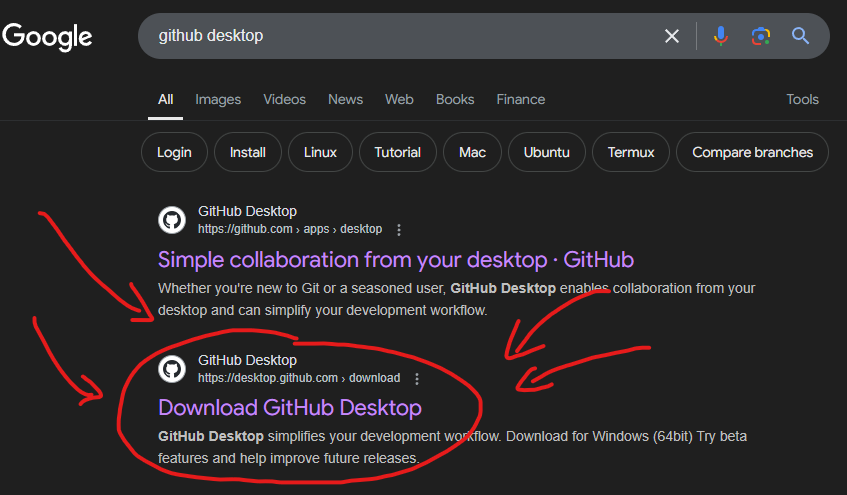 Google
github desktop
All Images Videos News Web Books Finance Tools
Login Install Linux Tutorial Mac Ubuntu Termux Compare branches
GitHub Desktop
https://github.com › apps › desktop
Simple collaboration from your desktop · GitHub
Whether you're new to Git or a seasoned user, GitHub Desktop enables collaboration from your
desktop and can simplify your development workflow.
GitHub Desktop
https://desktop.github.com › download
Download GitHub Desktop
GitHub Desktop simplifies your development workflow. Download for Windows (64bit) Try beta
features and help improve future releases.